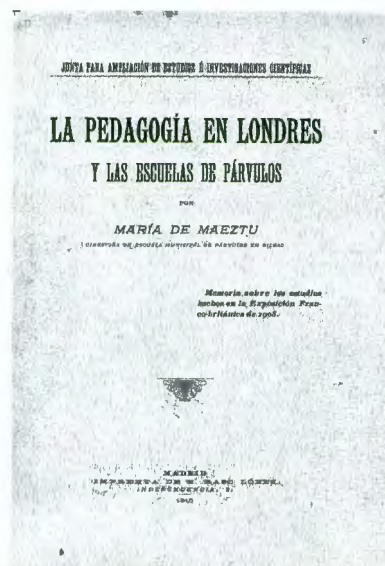 JUNTA PARA AMPLIACIÓN DE ESTUDIOS É INVESTIGACIONES CIENTÍFICAS
LA PEDAGOGÍA EN LONDRES
Y LAS ESCUELAS DE PÁRVULOS
POR
MARÍA DE MAEZTU
DIRECTORA DE ESCUELA MUNICIPAL DE PÁRVULOS EN BILBAO
Memoria sobre los estudios
hechos en la Exposición Fran-
co-británica de 1908.
MADRID
IMPRENTA DE
INDEPENDENCIA,